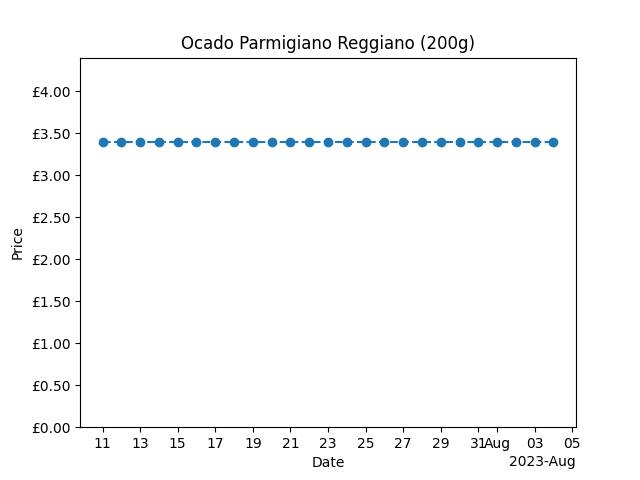 Ocado Parmigiano Reggiano (200g)
£4.00
£3.50
£3.00
£2.50
£2.00
£1.50
£1.00
£0.50
£0.00
Price
11 13 15 17 19 21 23 25 27 29 31 Aug 03 05
Date
2023-Aug